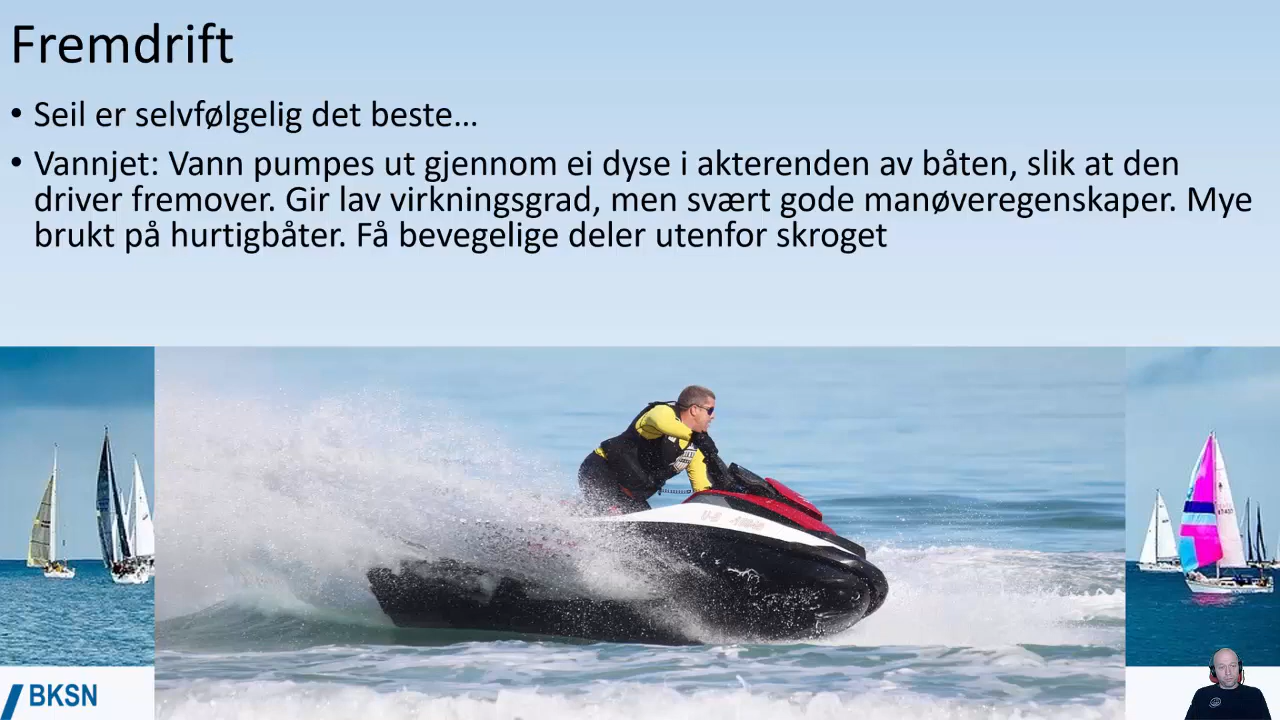 Fremdrift
• Seil er selvfølgelig det beste...
• Vannjet: Vann pumpes ut gjennom ei dyse i akterenden av båten, slik at den
driver fremover. Gir lav virkningsgrad, men svært gode manøveregenskaper. Mye
brukt på hurtigbåter. Få bevegelige deler utenfor skroget
BKSN